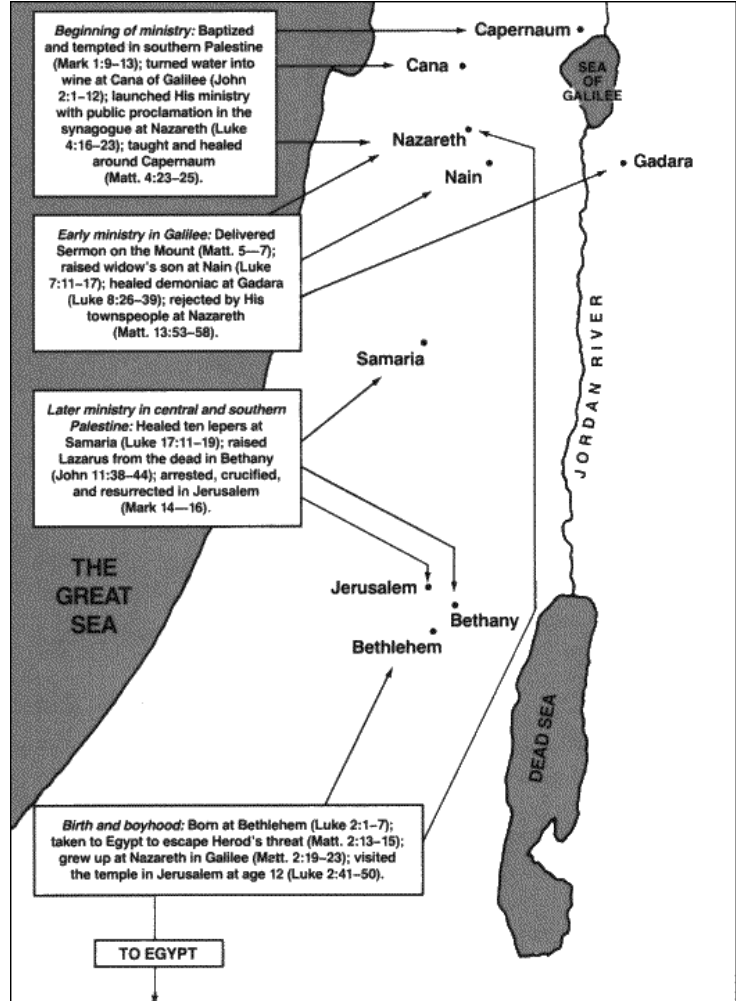 Beginning of ministry: Baptized
and tempted in southern Palestine
(Mark 1:9–13); turned water into
wine at Cana of Galilee (John
2:1–12); launched His ministry
with public proclamation in the
synagogue at Nazareth (Luke
4:16–23); taught and healed
around Capernaum
(Matt. 4:23–25).
Capernaum
Cana
SEA
OF
GALILEE
Nazareth
Gadara
Nain
Early ministry in Galilee: Delivered
Sermon on the Mount (Matt. 5—7);
raised widow's son at Nain (Luke
7:11–17); healed demoniac at Gadara
(Luke 8:26–39); rejected by His
townspeople at Nazareth
(Matt. 13:53–58).
JORDAN RIVER
Samaria
Later ministry in central and southern
Palestine: Healed ten lepers at
Samaria (Luke 17:11–19); raised
Lazarus from the dead in Bethany
(John 11:38–44); arrested, crucified,
and resurrected in Jerusalem
(Mark 14—16).
THE
GREAT
SEA
Jerusalem
Bethany
Bethlehem
DEAD SEA
Birth and boyhood: Born at Bethlehem (Luke 2:1–7);
taken to Egypt to escape Herod's threat (Matt. 2:13–15);
grew up at Nazareth in Galilee (Matt. 2:19–23); visited
the temple in Jerusalem at age 12 (Luke 2:41–50).
TO EGYPT